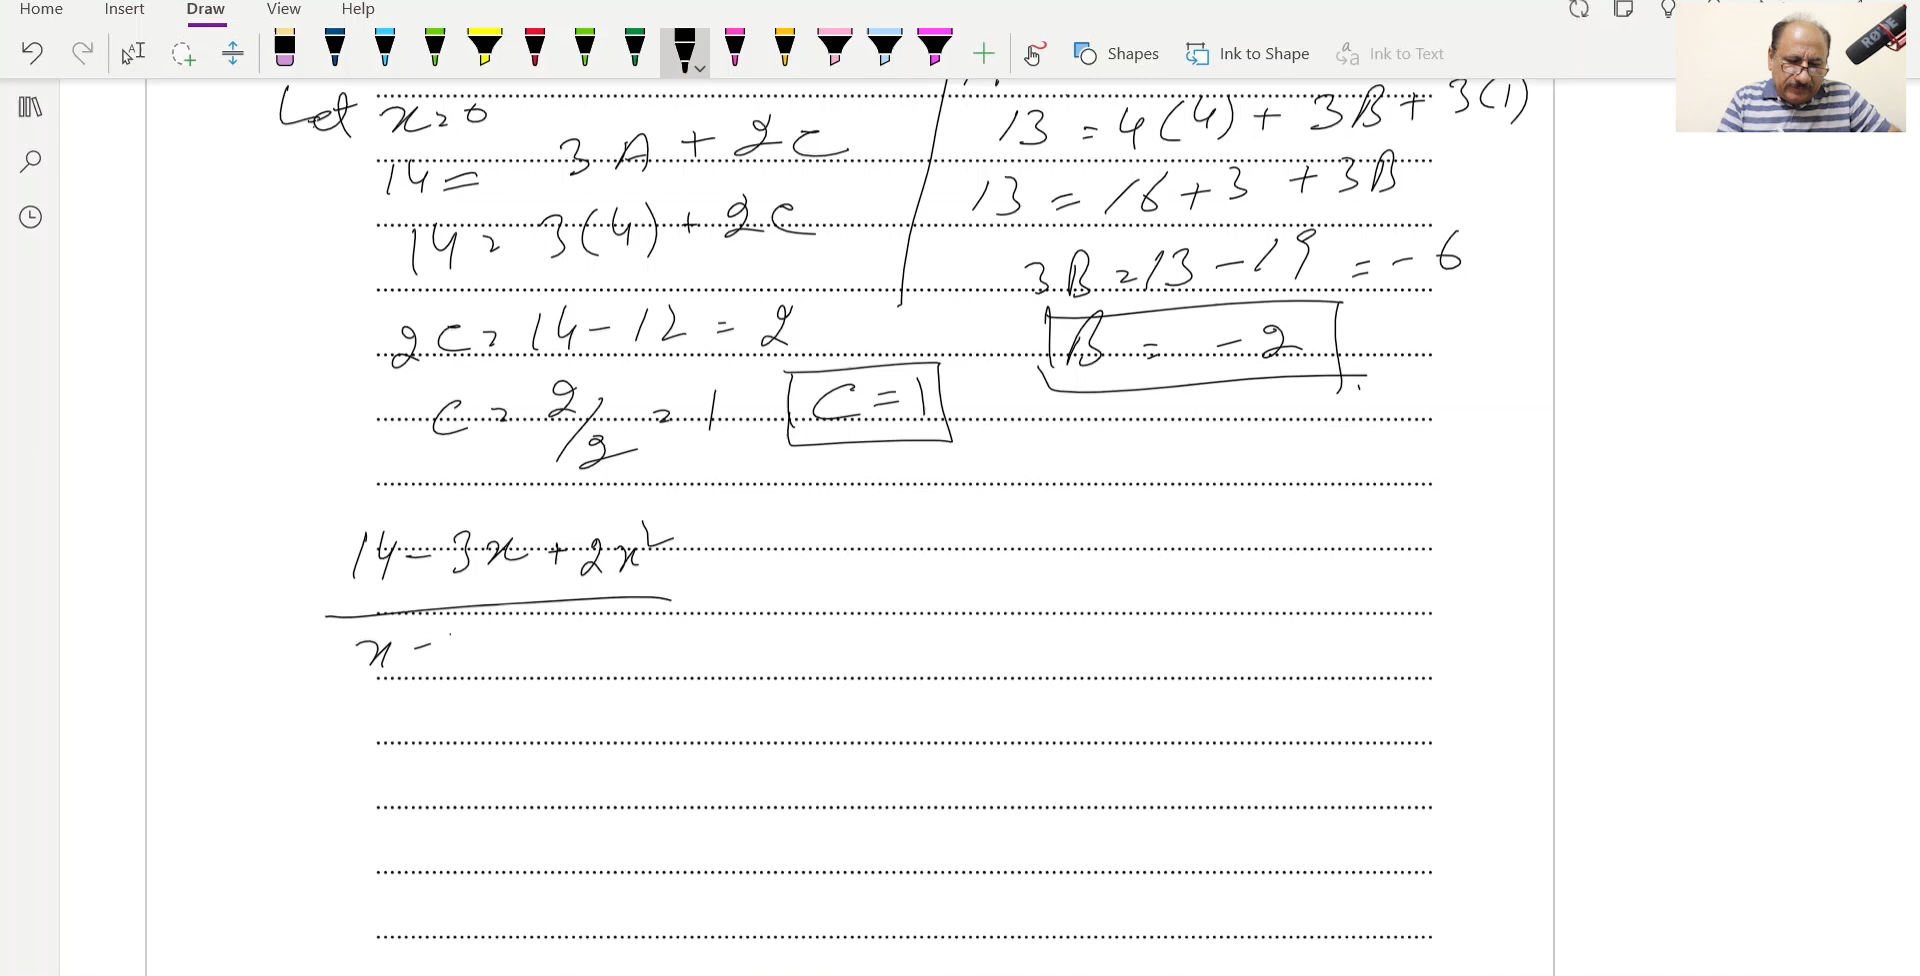 Home Insert Draw View Help
Shapes Ink to Shape Ink to Text
Let x = 0
14 = 3A + 2C
14 = 3(4) + 2C
2C = 14 - 12 = 2
C = 2/2 = 1 C = 1
13 = 4(4) + 3B + 3(1)
13 = 16 + 3 + 3B
3B = 13 - 19 = - 6
B = - 2
14 - 3x + 2x²
x -